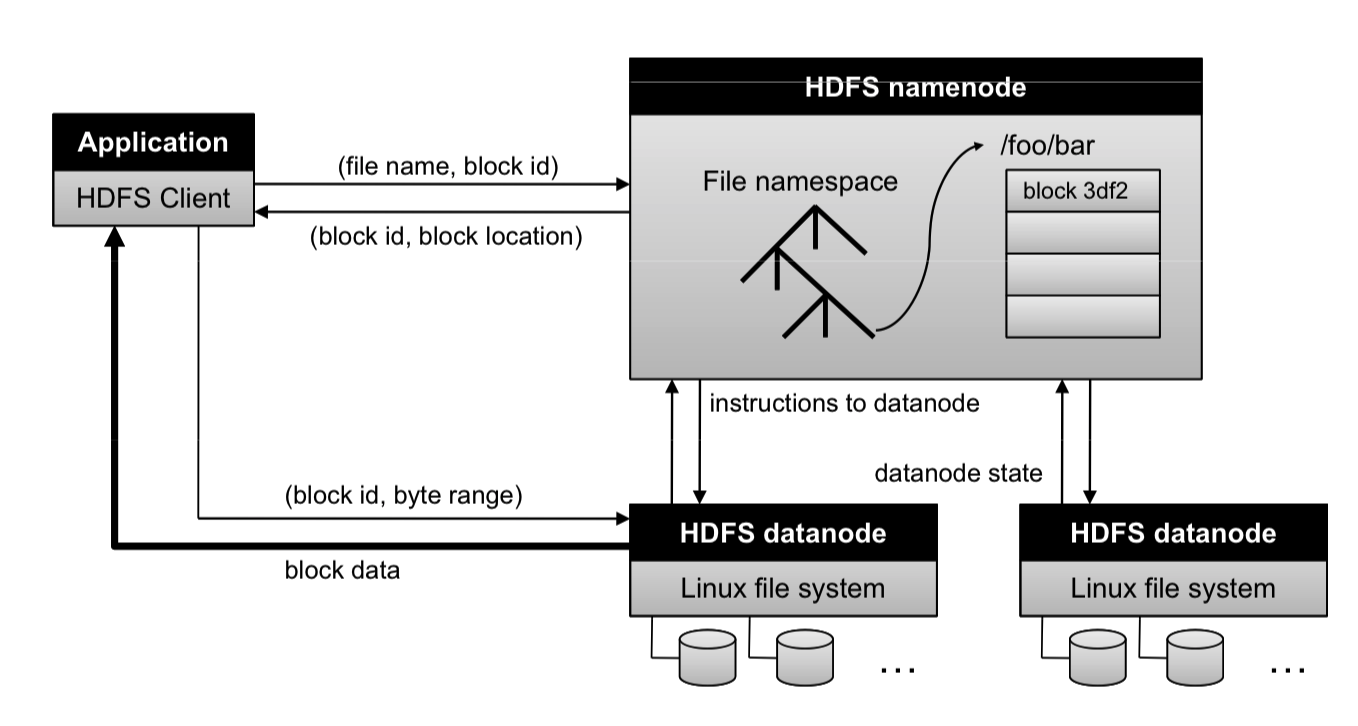 HDFS namenode
Application
HDFS Client
(file name, block id)
(block id, block location)
File namespace
/foo/bar
block 3df2
instructions to datanode
datanode state
(block id, byte range)
block data
HDFS datanode
Linux file system
...
HDFS datanode
Linux file system
...